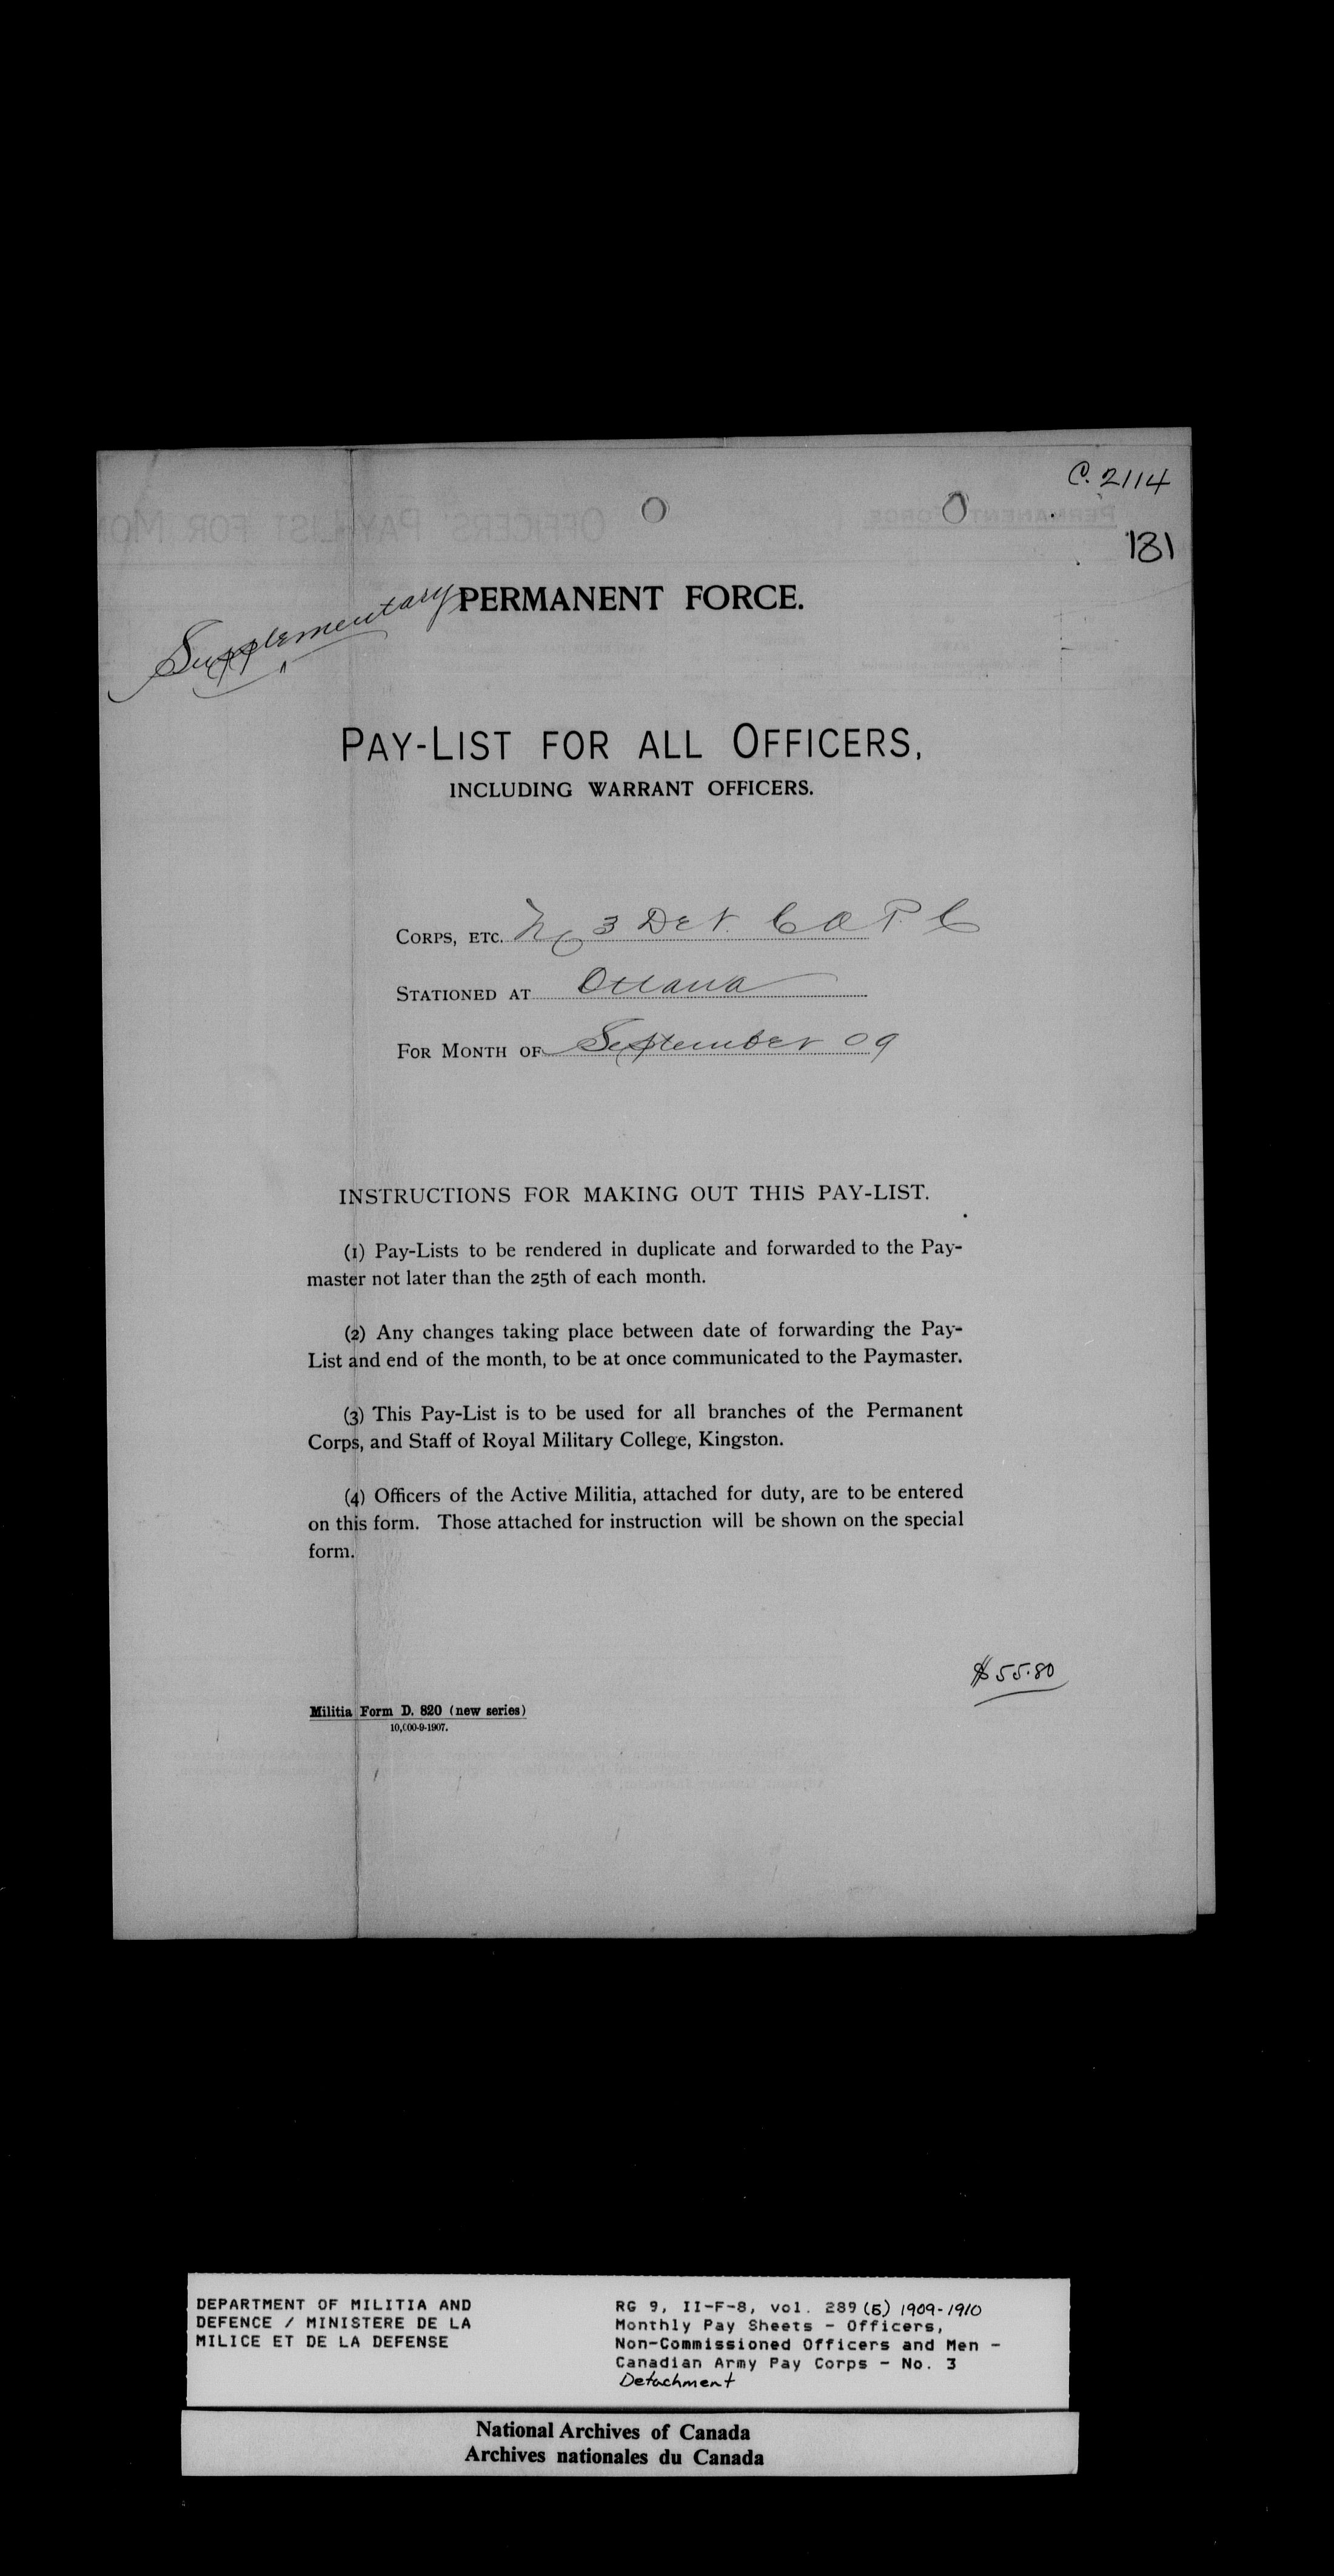 C. 2114
181
Supplementary
PERMANENT FORCE.
PAY-LIST FOR ALL OFFICERS,
INCLUDING WARRANT OFFICERS.
CORPS, ETC. No 3 Det. C A P C
STATIONED AT Ottawa
FOR MONTH OF September 09
INSTRUCTIONS FOR MAKING OUT THIS PAY-LIST.
(1) Pay-Lists to be rendered in duplicate and forwarded to the Pay-
master not later than the 25th of each month.
(2) Any changes taking place between date of forwarding the Pay-
List and end of the month, to be at once communicated to the Paymaster.
(3) This Pay-List is to be used for all branches of the Permanent
Corps, and Staff of Royal Military College, Kingston.
(4) Officers of the Active Militia, attached for duty, are to be entered
on this form. Those attached for instruction will be shown on the special
form.
$55.80
Militia Form D. 820 (new series)
10,000-9-1907.
DEPARTMENT OF MILITIA AND
DEFENCE / MINISTERE DE LA
MILICE ET DE LA DEFENSE
RG 9, II-F-8, vol. 289 (5) 1909-1910
Monthly Pay Sheets - Officers,
Non-Commissioned Officers and Men -
Canadian Army Pay Corps - No. 3
Detachment
National Archives of Canada
Archives nationales du Canada